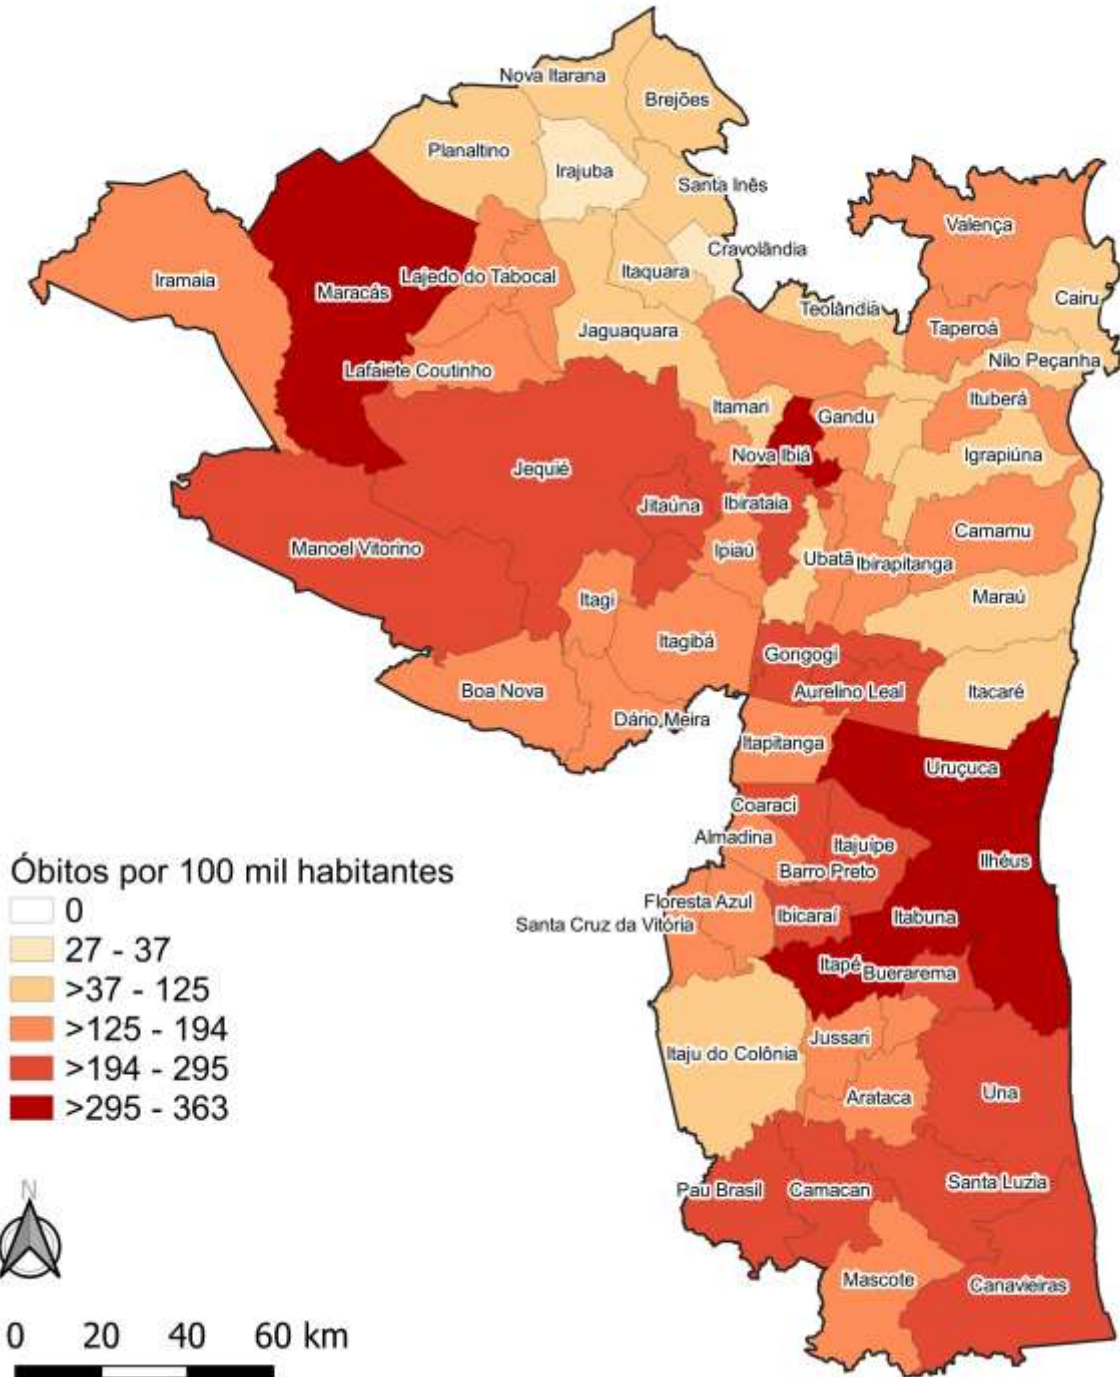 Nova Itarana
Brejões
Planaltino
Irajuba
Santa Inês
Valença
Cravolândia
Iramaia
Lajedo do Tabocal
Itaquara
Maracás
Cairu
Teolândia
Taperoá
Jaguaquara
Nilo Peçanha
Lafaiete Coutinho
Ituberá
Itamari
Gandu
Nova Ibiá
Igrapiúna
Jequié
Jitaúna
Ibirataia
Camamu
Manoel Vitorino
Ipiaú
Ubatã
Ibirapitanga
Itagi
Maraú
Itagibá
Gongogi
Boa Nova
Aurelino Leal
Itacaré
Dário Meira
Itapitanga
Uruçuca
Coaraci
Almadina
Itajuípe
Ilhéus
Barro Preto
Floresta Azul
Ibicaraí
Itabuna
Santa Cruz da Vitória
Itapé
Buerarema
Jussari
Itaju do Colônia
Una
Arataca
Pau Brasil
Camacan
Santa Luzia
Mascote
Canavieiras
Óbitos por 100 mil habitantes
0
27 - 37
>37 - 125
>125 - 194
>194 - 295
>295 - 363
N
0 20 40 60 km